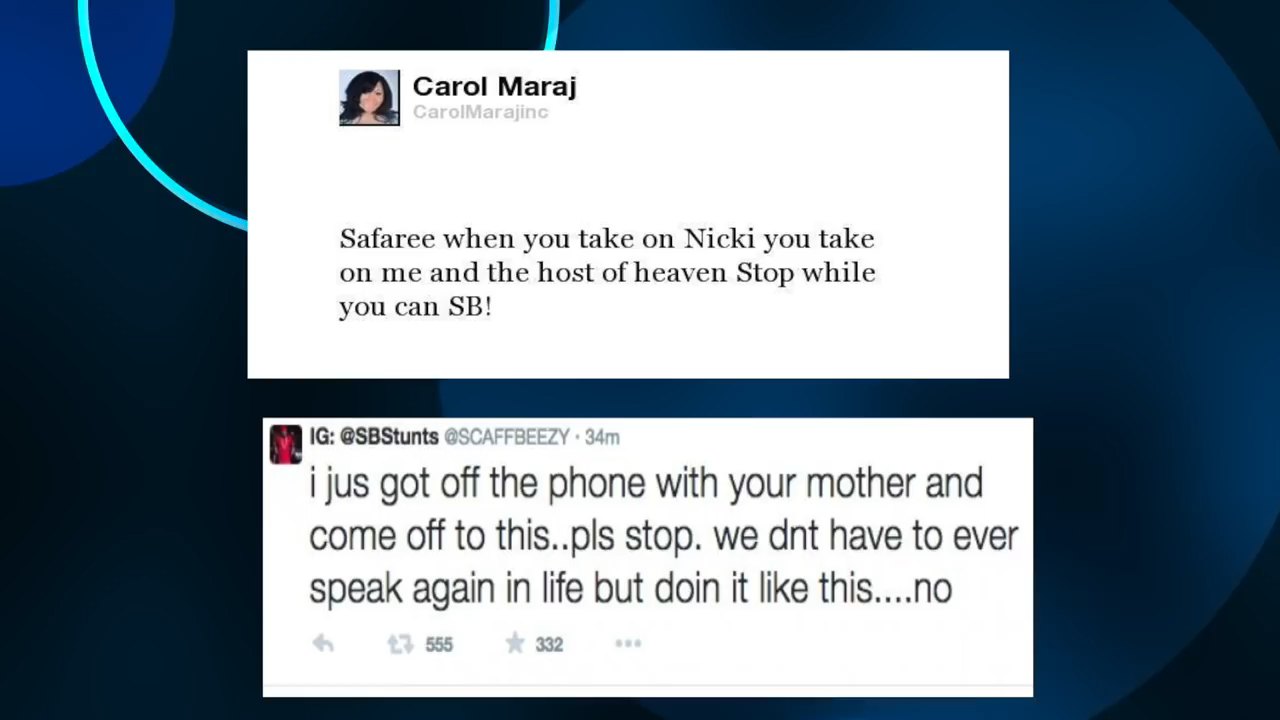 Carol Maraj
CarolMarajinc
Safaree when you take on Nicki you take
on me and the host of heaven Stop while
you can SB!
IG: @SBStunts @SCAFFBEEZY · 34m
i jus got off the phone with your mother and
come off to this..pls stop. we dnt have to ever
speak again in life but doin it like this....no
555 332